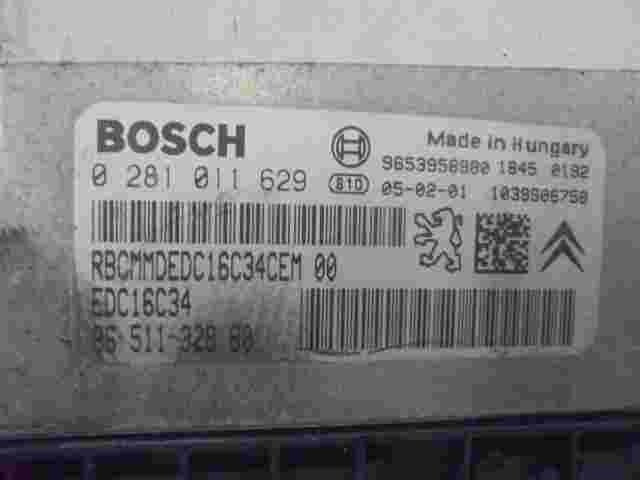 BOSCH
Made in Hungary
9653958980 1845 0192
0 281 011 629
810 05-02-01 1039S06758
RBCMMDEDC16C34CEM 00
EDC16C34
96 511 328 80